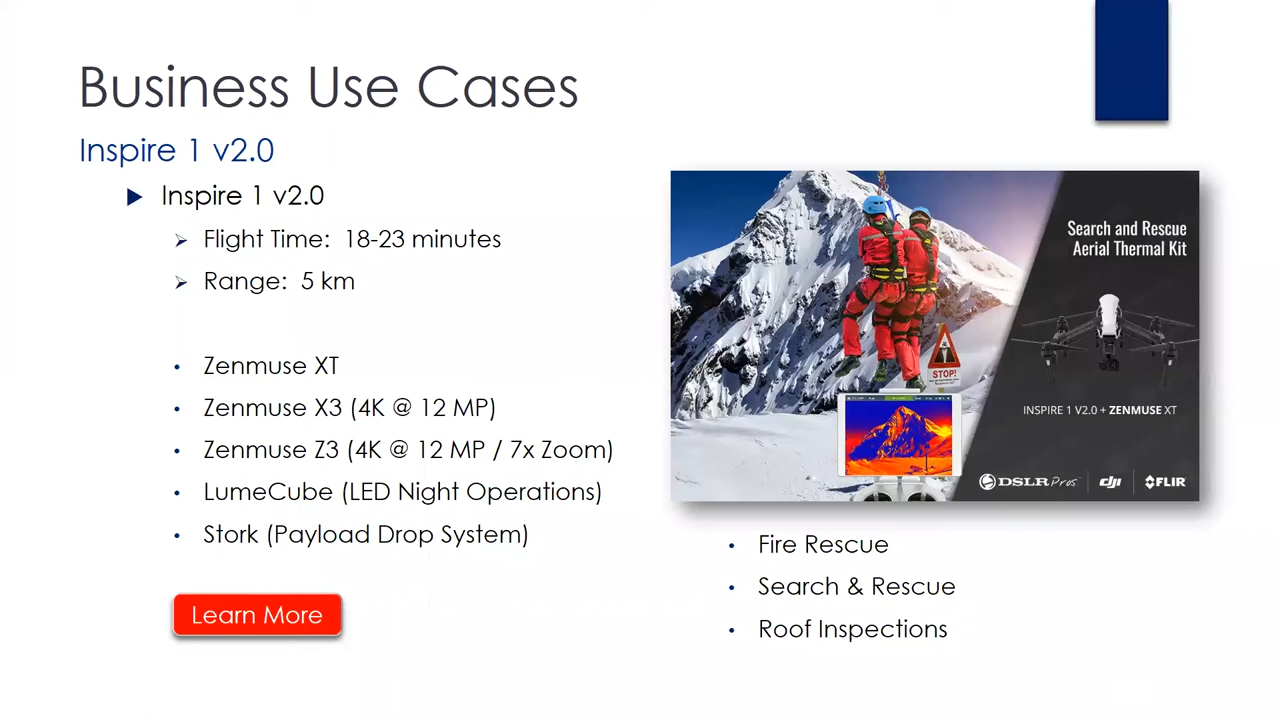 Business Use Cases
Inspire 1 v2.0
Inspire 1 v2.0
Flight Time: 18-23 minutes
Range: 5 km
Zenmuse XT
Zenmuse X3 (4K @ 12 MP)
Zenmuse Z3 (4K @ 12 MP / 7x Zoom)
LumeCube (LED Night Operations)
Stork (Payload Drop System)
Learn More
Search and Rescue
Aerial Thermal Kit
STOP!
INSPIRE 1 V2.0 + ZENMUSE XT
DSLRPros
dji
FLIR
Fire Rescue
Search & Rescue
Roof Inspections